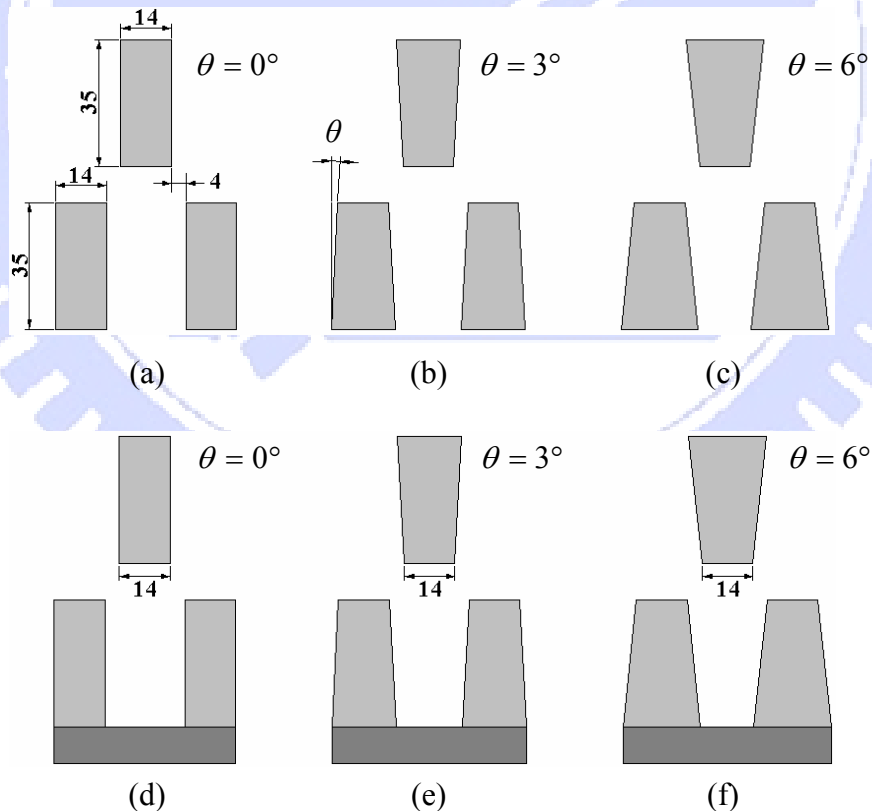 14
θ = 0°
θ = 3°
θ = 6°
35
θ
14
4
35
(a)
(b)
(c)
θ = 0°
θ = 3°
θ = 6°
14
14
14
(d)
(e)
(f)